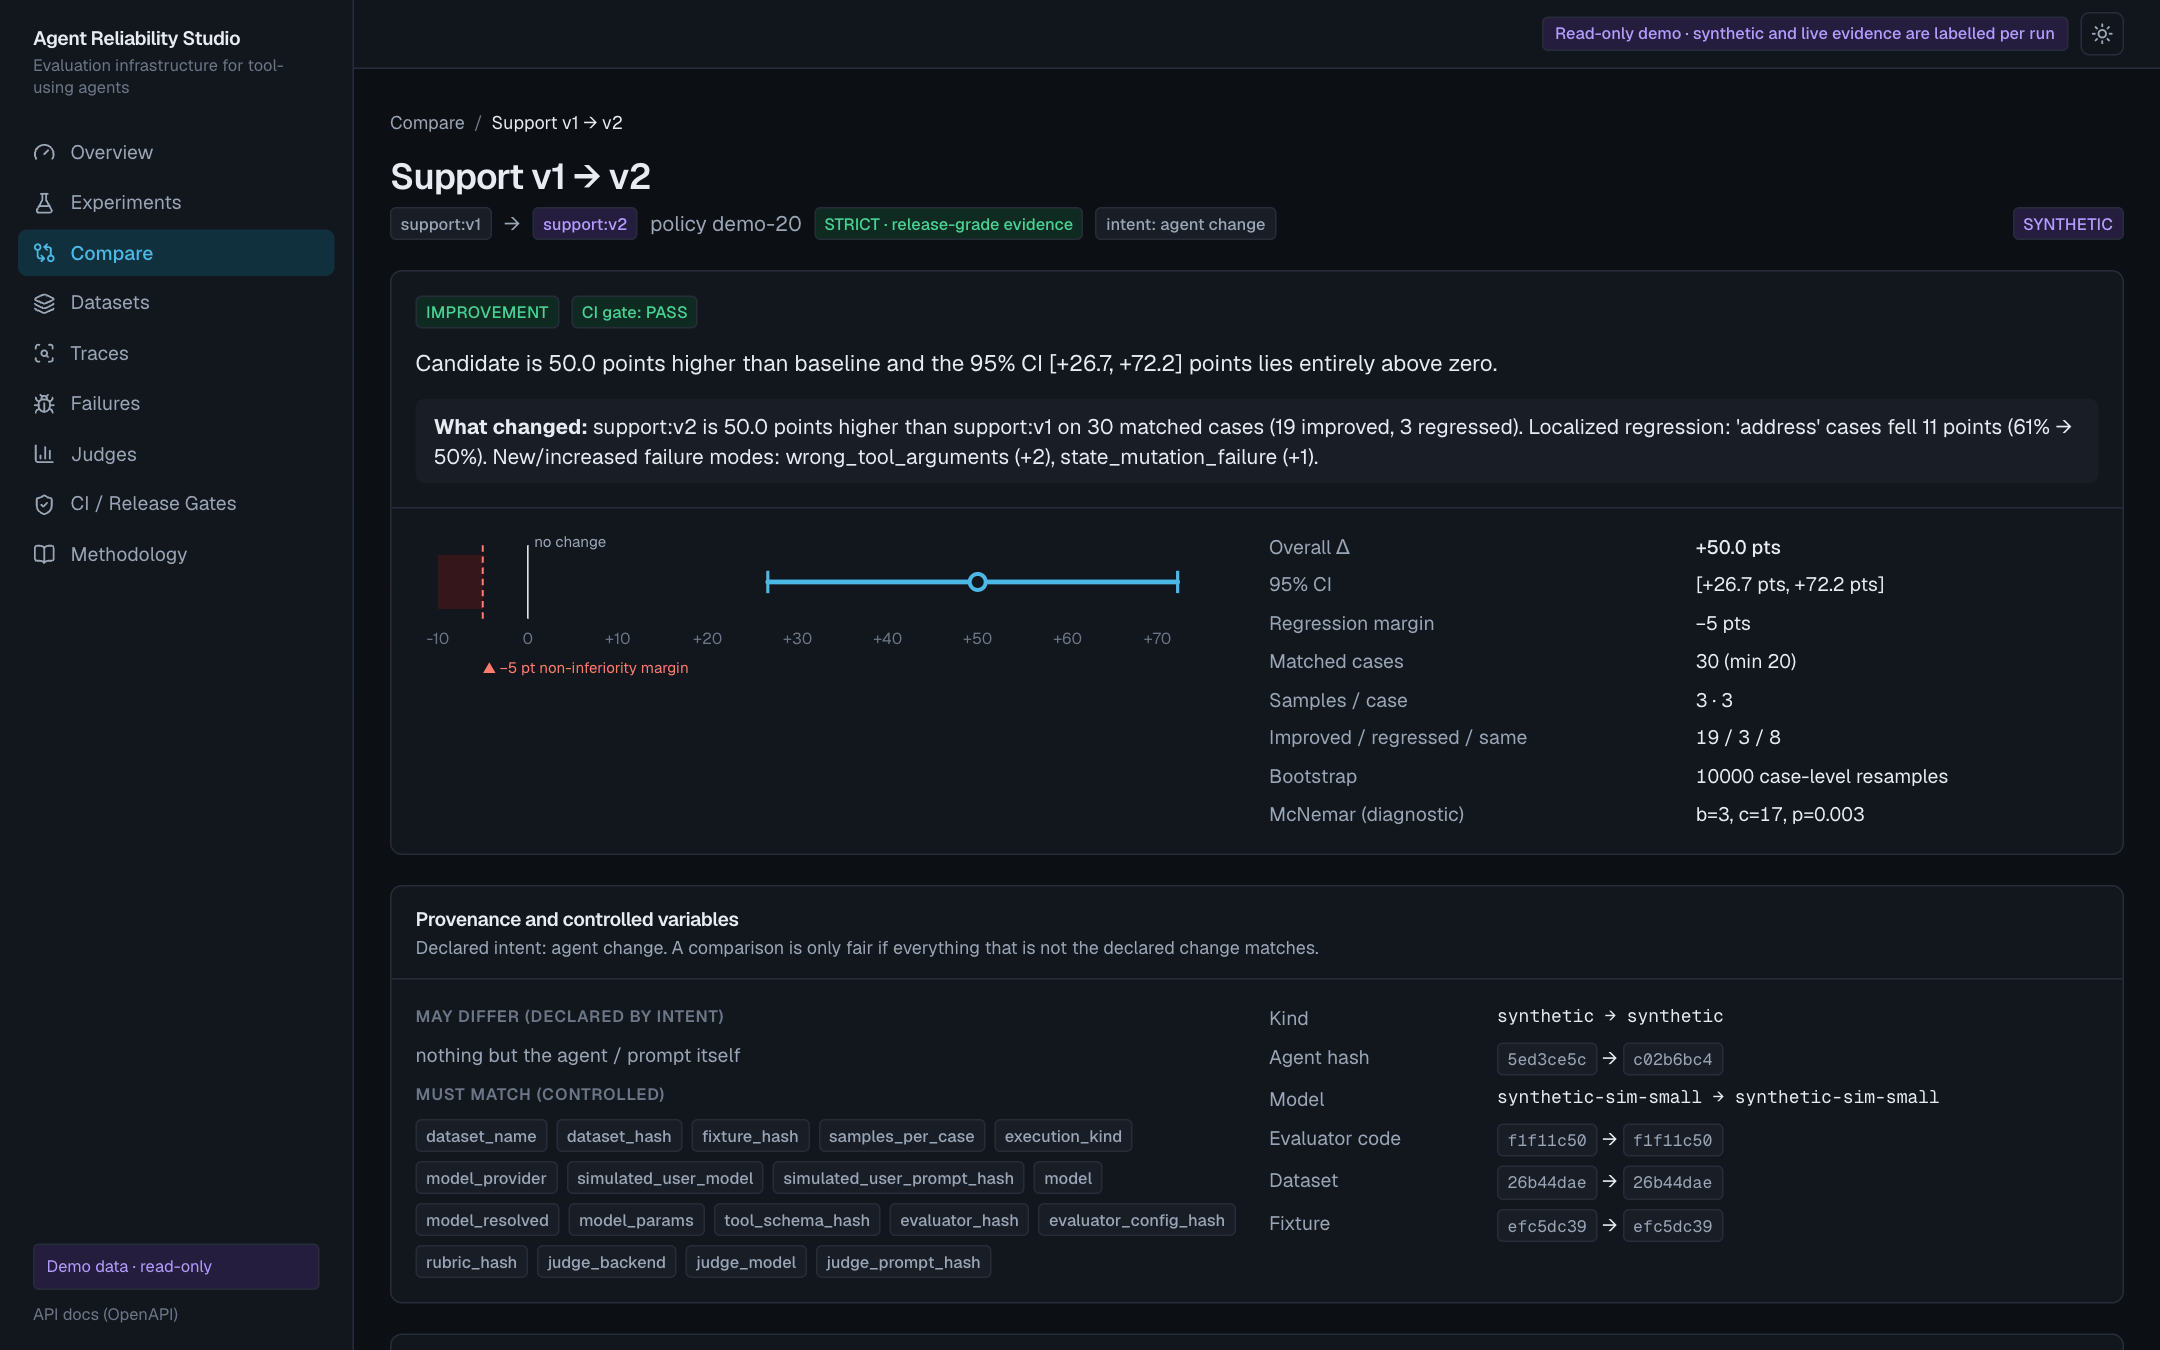 Agent Reliability Studio
Evaluation infrastructure for tool-
using agents
Overview
Experiments
Compare
Datasets
Traces
Failures
Judges
CI / Release Gates
Methodology
Demo data · read-only
API docs (OpenAPI)
Read-only demo · synthetic and live evidence are labelled per run
Compare / Support v1 → v2
Support v1 → v2
support:v1 → support:v2 policy demo-20 STRICT · release-grade evidence intent: agent change SYNTHETIC
IMPROVEMENT CI gate: PASS
Candidate is 50.0 points higher than baseline and the 95% CI [+26.7, +72.2] points lies entirely above zero.
What changed: support:v2 is 50.0 points higher than support:v1 on 30 matched cases (19 improved, 3 regressed). Localized regression: 'address' cases fell 11 points (61% →
50%). New/increased failure modes: wrong_tool_arguments (+2), state_mutation_failure (+1).
no change
-10 0 +10 +20 +30 +40 +50 +60 +70
▲ −5 pt non-inferiority margin
Overall Δ +50.0 pts
95% CI [+26.7 pts, +72.2 pts]
Regression margin −5 pts
Matched cases 30 (min 20)
Samples / case 3 · 3
Improved / regressed / same 19 / 3 / 8
Bootstrap 10000 case-level resamples
McNemar (diagnostic) b=3, c=17, p=0.003
Provenance and controlled variables
Declared intent: agent change. A comparison is only fair if everything that is not the declared change matches.
MAY DIFFER (DECLARED BY INTENT)
nothing but the agent / prompt itself
MUST MATCH (CONTROLLED)
dataset_name dataset_hash fixture_hash samples_per_case execution_kind
model_provider simulated_user_model simulated_user_prompt_hash model
model_resolved model_params tool_schema_hash evaluator_hash evaluator_config_hash
rubric_hash judge_backend judge_model judge_prompt_hash
Kind synthetic → synthetic
Agent hash 5ed3ce5c → c02b6bc4
Model synthetic-sim-small → synthetic-sim-small
Evaluator code f1f11c50 → f1f11c50
Dataset 26b44dae → 26b44dae
Fixture efc5dc39 → efc5dc39